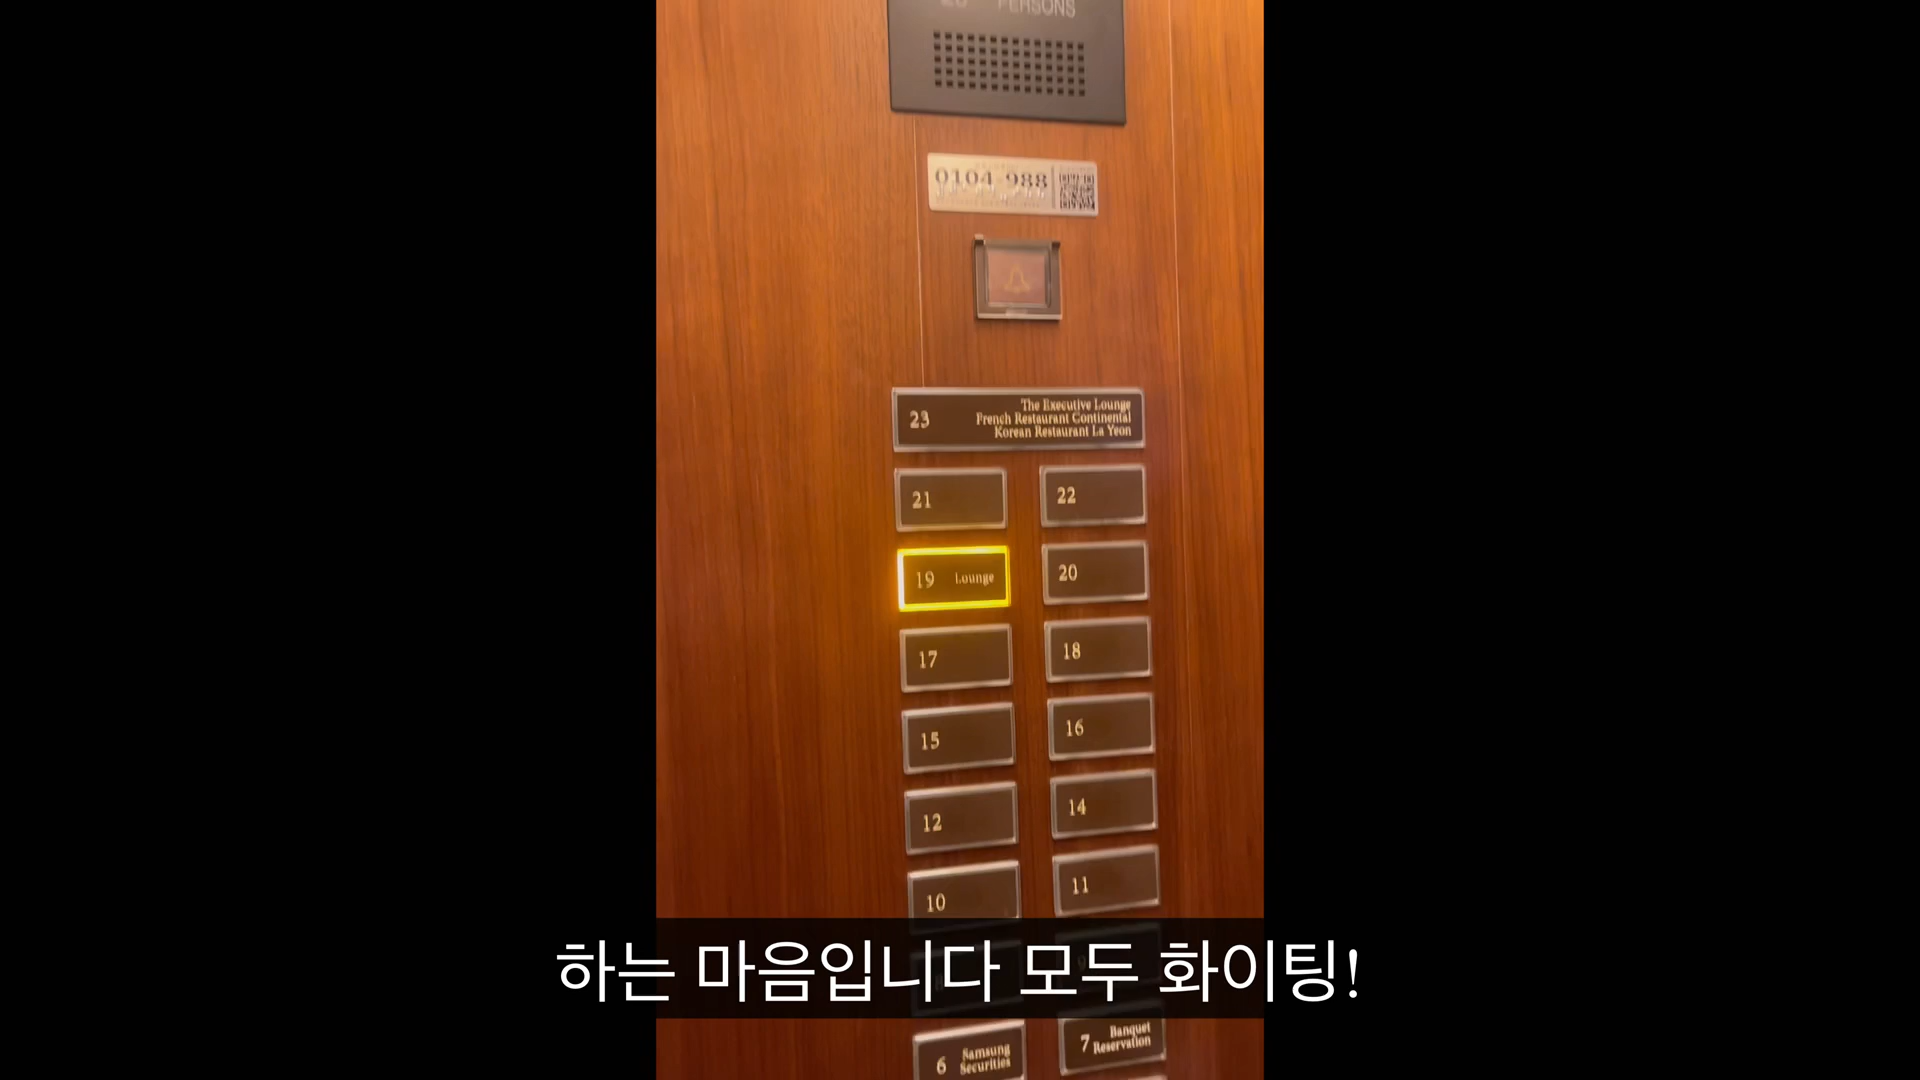 PERSONS
0104 988
23
The Executive Lounge
French Restaurant Continental
Korean Restaurant La Yeon
21
22
19 Lounge
20
17
18
15
16
12
14
10
11
하는 마음입니다 모두 화이팅!
6 Samsung
Securities
7 Banquet
Reservation